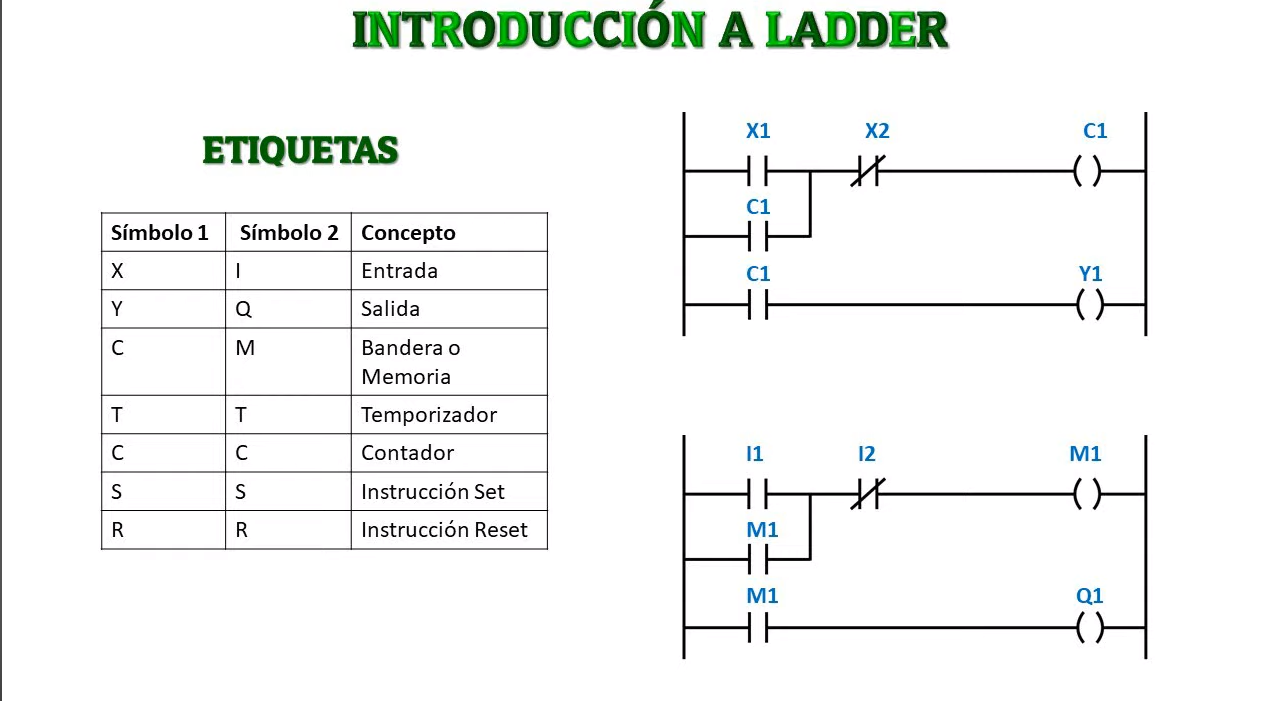 INTRODUCCIÓN A LADDER
ETIQUETAS
Símbolo 1 Símbolo 2 Concepto
X I Entrada
Y Q Salida
C M Bandera o
Memoria
T T Temporizador
C C Contador
S S Instrucción Set
R R Instrucción Reset
X1 X2 C1
C1
C1 Y1
I1 I2 M1
M1
M1 Q1